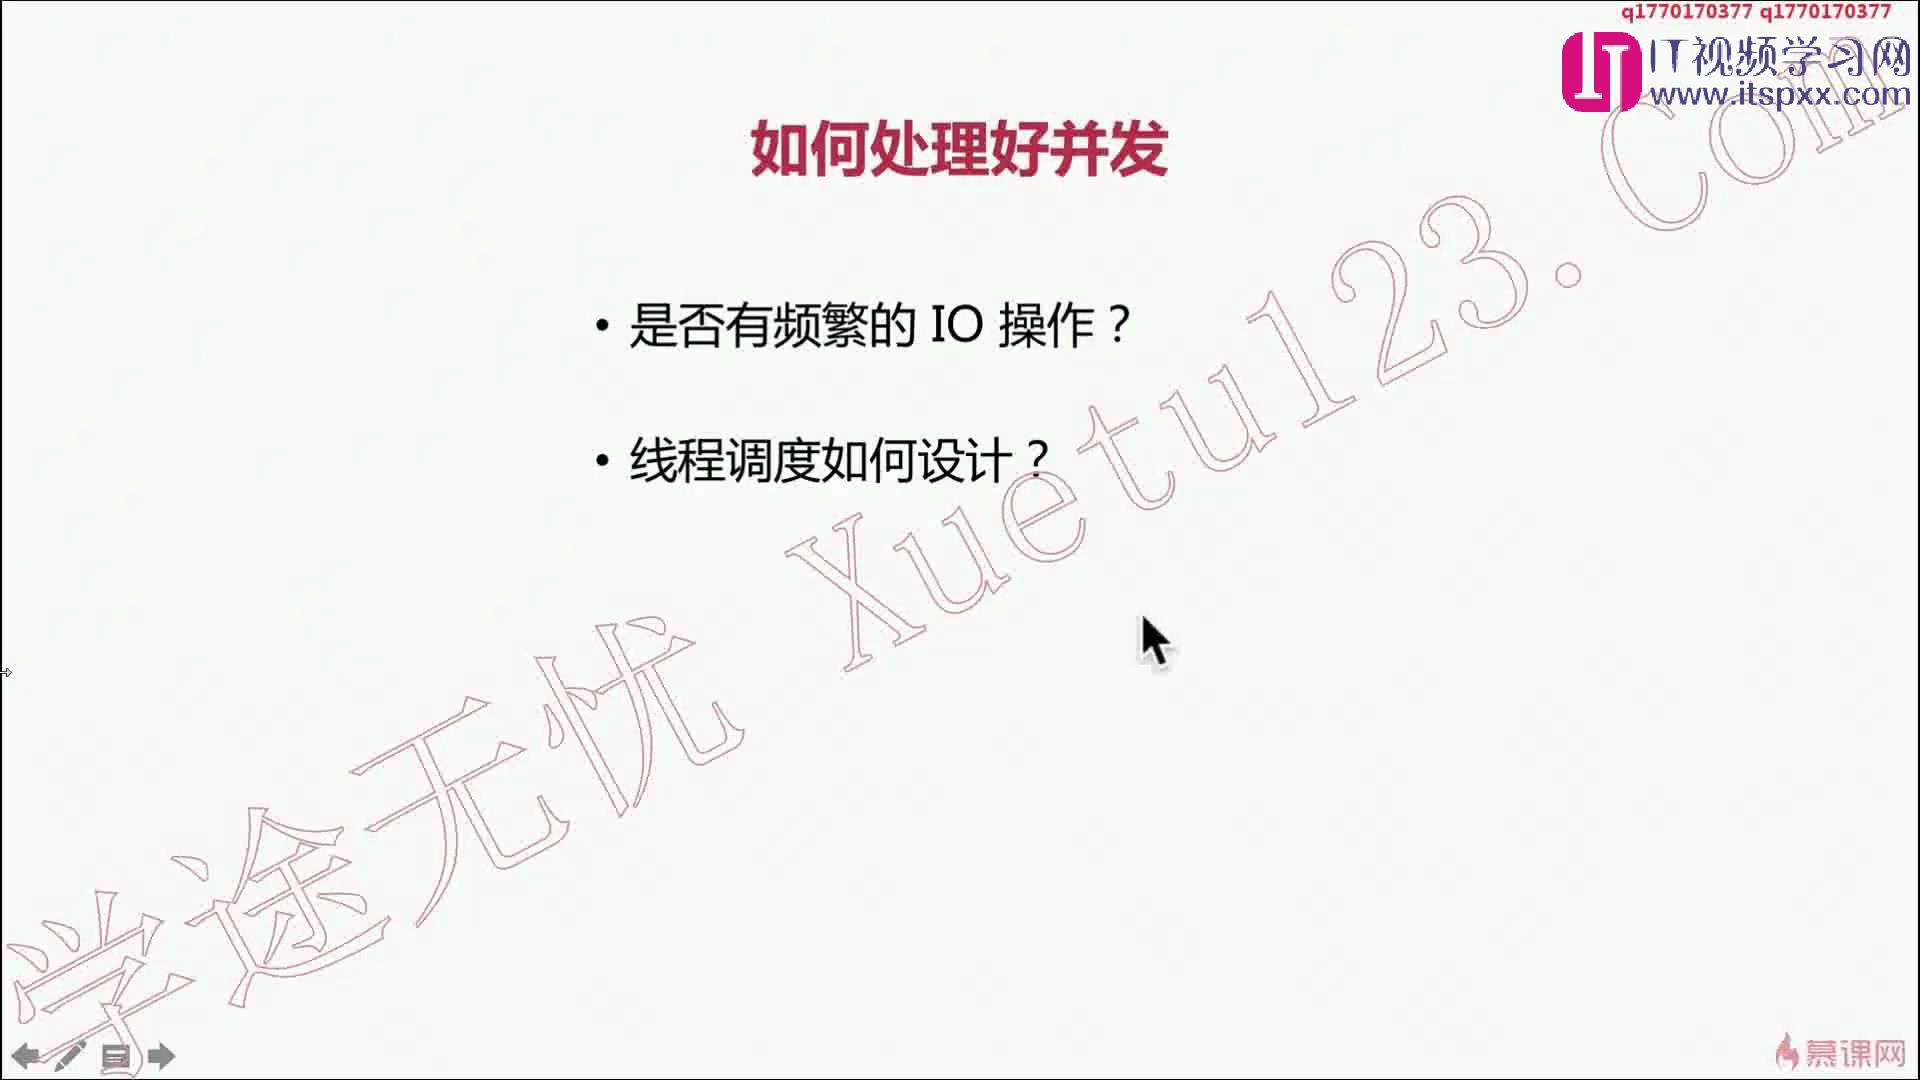 q1770170377 q1770170377
IT视频学习网
www.itspxx.com
如何处理好并发
• 是否有频繁的 IO 操作？
• 线程调度如何设计？
学途无忧 Xuetu123.Com
慕课网